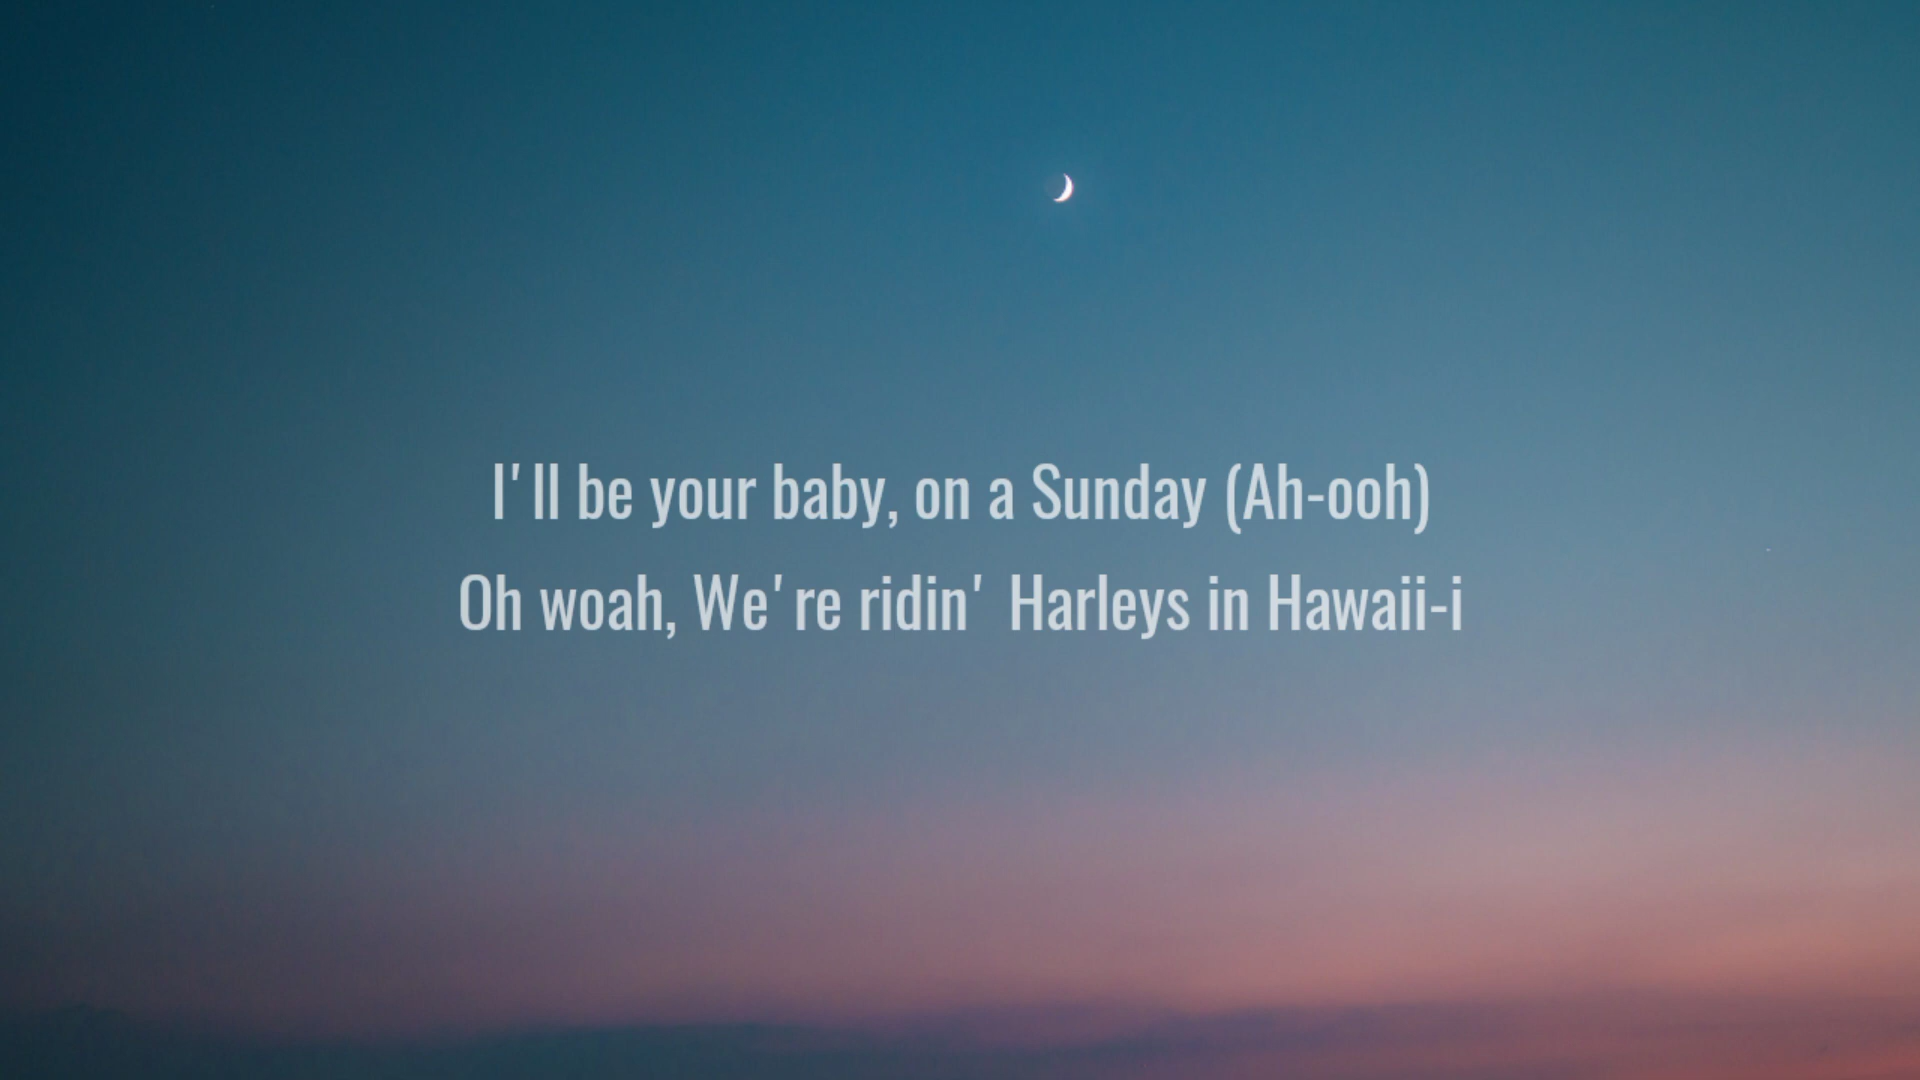 I'll be your baby, on a Sunday (Ah-ooh)
Oh woah, We're ridin' Harleys in Hawaii-i